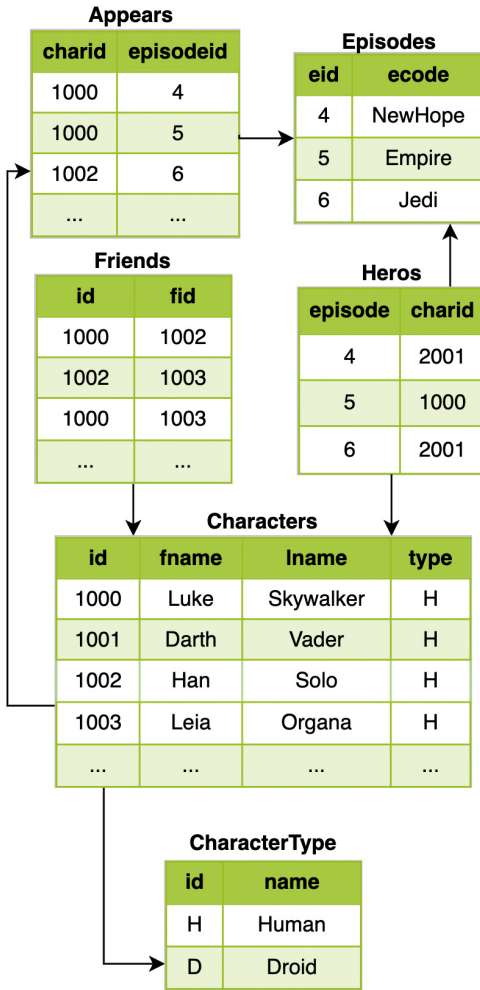 Appears
charid episodeid
1000 4
1000 5
1002 6
... ...
Episodes
eid ecode
4 NewHope
5 Empire
6 Jedi
Friends
id fid
1000 1002
1002 1003
1000 1003
... ...
Heros
episode charid
4 2001
5 1000
6 2001
Characters
id fname lname type
1000 Luke Skywalker H
1001 Darth Vader H
1002 Han Solo H
1003 Leia Organa H
... ... ... ...
CharacterType
id name
H Human
D Droid